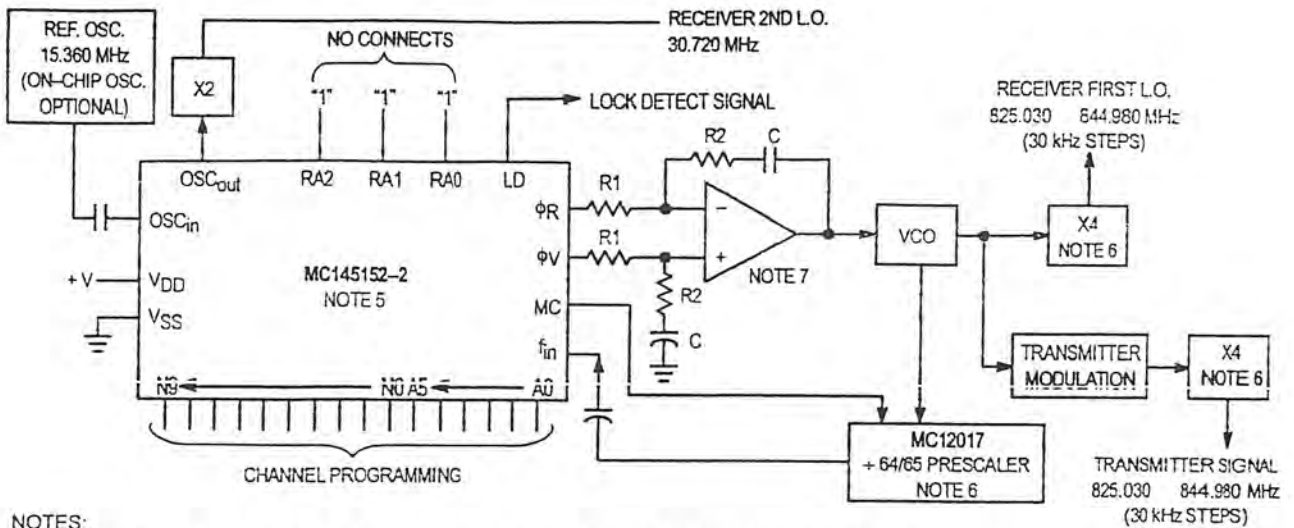 REF. OSC.
15.360 MHz
(ON–CHIP OSC.
OPTIONAL)
X2
NO CONNECTS
"1" "1" "1"
RECEIVER 2ND L.O.
30.720 MHz
LOCK DETECT SIGNAL
RECEIVER FIRST L.O.
825.030 844.980 MHz
(30 kHz STEPS)
OSCout RA2 RA1 RA0 LD
OSCin
+ V VDD
VSS
MC145152–2
NOTE 5
ϕR
ϕV
MC
fin
N9 N0 A5 A0
CHANNEL PROGRAMMING
R1
R1
R2 C
R2
C
–
+
NOTE 7
VCO
X4
NOTE 6
TRANSMITTER
MODULATION
X4
NOTE 6
MC12017
÷ 64/65 PRESCALER
NOTE 6
TRANSMITTER SIGNAL
825.030 844.980 MHz
(30 kHz STEPS)
NOTES: